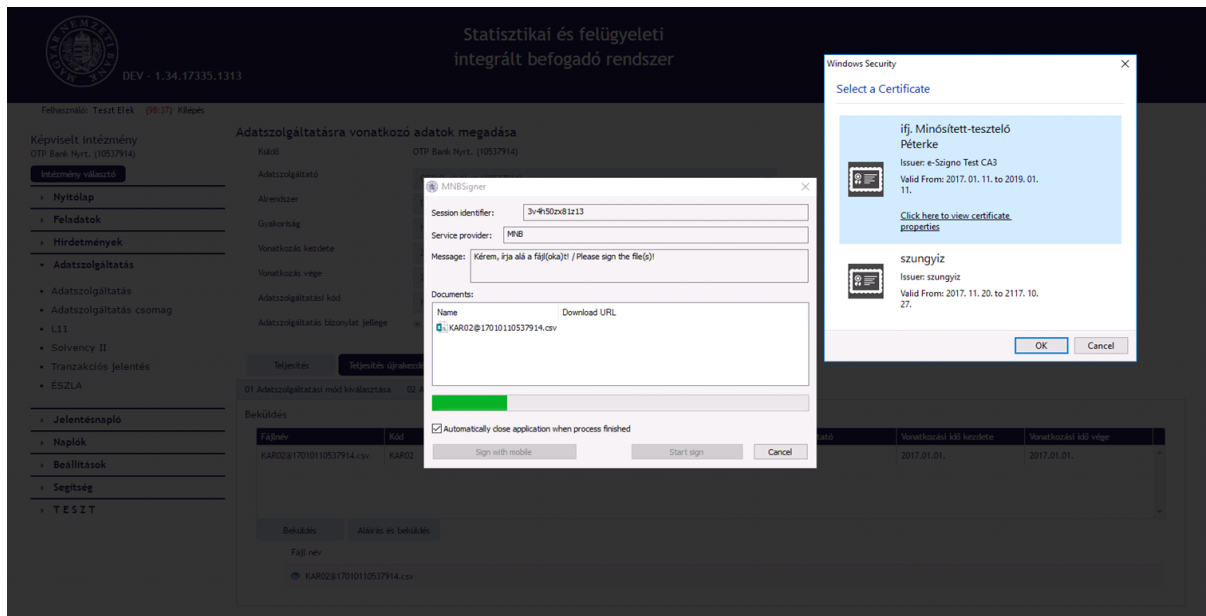 MAGYAR NEMZETI BANK
DEV - 1.34.17335.1313
Statisztikai és felügyeleti
integrált befogadó rendszer
Felhasználó: Teszt Elek (98:37) Kilépés
Képviselt Intézmény
OTP Bank Nyrt. (10537914)
Intézmény választó
Nyitólap
Feladatok
Hirdetmények
Adatszolgáltatás
Adatszolgáltatás
Adatszolgáltatás csomag
L11
Solvency II
Tranzakciós jelentés
ÉSZLA
Jelentésnapló
Naplók
Beállítások
Segítség
T E S Z T
Adatszolgáltatásra vonatkozó adatok megadása
Küldő OTP Bank Nyrt. (10537914)
Adatszolgáltató
Alrendszer
Gyakoriság
Vonatkozás kezdete
Vonatkozás vége
Adatszolgáltatási kód
Adatszolgáltatás bizonylat jellege
Teljesítés Teljesítés újrakezd
01 Adatszolgáltatási mód kiválasztása 02 A
Beküldés
Fájlnév Kód tató Vonatkozási idő kezdete Vonatkozási idő vége
KAR02@17010110537914.csv KAR02 2017.01.01. 2017.01.01.
Beküldés Aláírás és beküldés
Fájl név
KAR02@17010110537914.csv
MNBSigner
Session identifier: 3v4h50zx81z13
Service provider: MNB
Message: Kérem, írja alá a fájl(oka)t! / Please sign the file(s)!
Documents:
Name Download URL
KAR02@17010110537914.csv
Automatically close application when process finished
Sign with mobile Start sign Cancel
Windows Security
Select a Certificate
ifj. Minősített-tesztelő
Péterke
Issuer: e-Szigno Test CA3
Valid From: 2017. 01. 11. to 2019. 01.
11.
Click here to view certificate
properties
szungyiz
Issuer: szungyiz
Valid From: 2017. 11. 20. to 2117. 10.
27.
OK Cancel